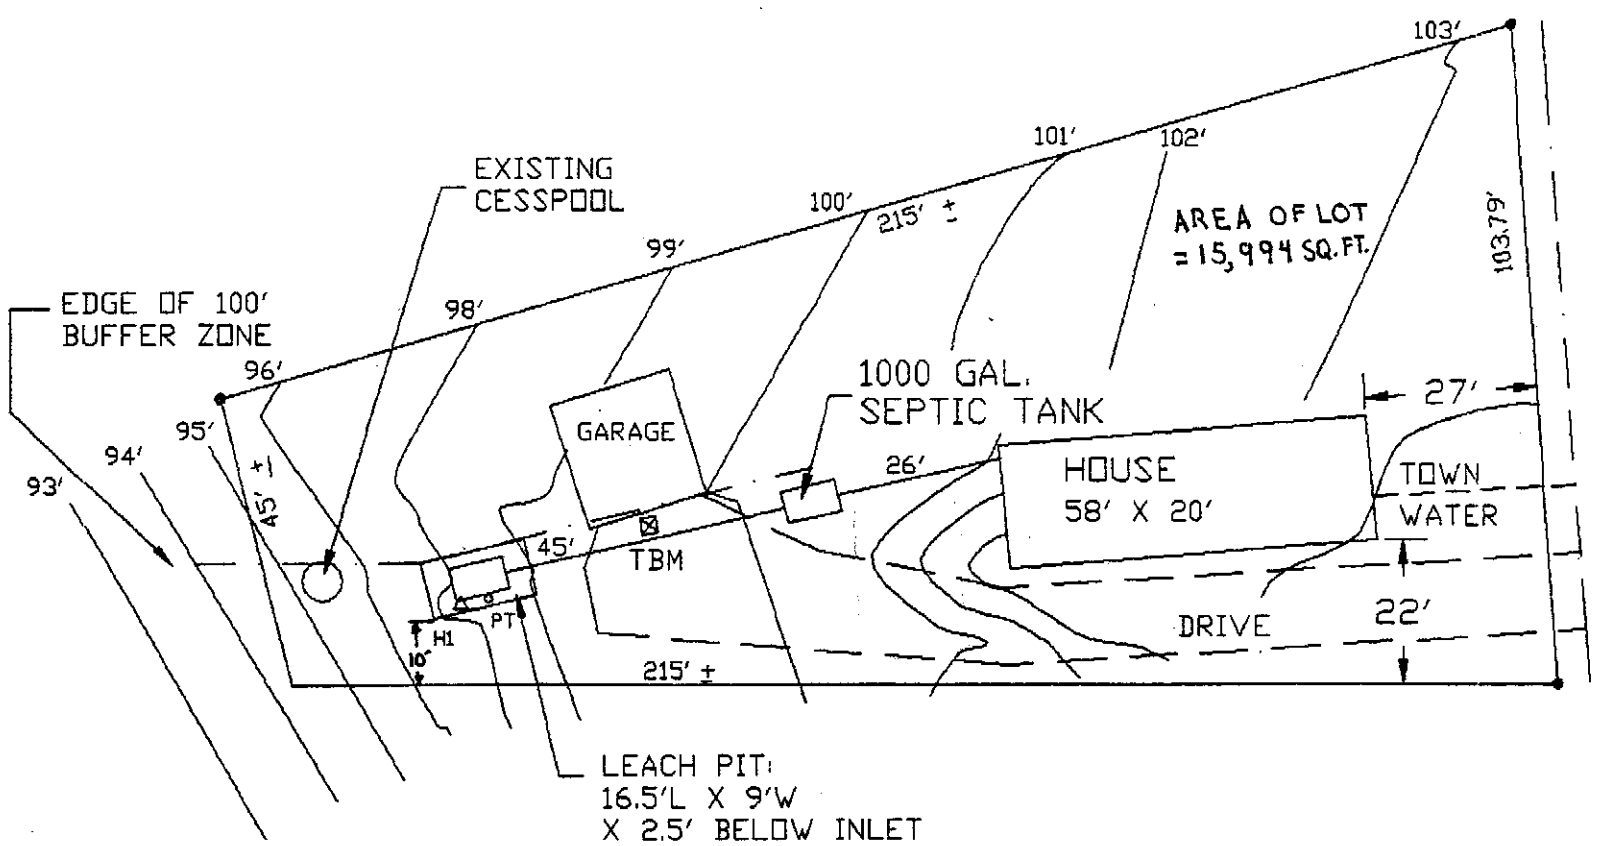 103'
101'
102'
EXISTING
CESSPOOL
100'
215' ±
AREA OF LOT
= 15,994 SQ.FT.
103.79'
99'
EDGE OF 100'
BUFFER ZONE
98'
96'
1000 GAL.
SEPTIC TANK
27'
95'
GARAGE
94'
93'
45' ±
26'
HOUSE
58' X 20'
TOWN
WATER
45'
TBM
PT
H1
10'
DRIVE
22'
215' ±
LEACH PIT:
16.5'L X 9'W
X 2.5' BELOW INLET